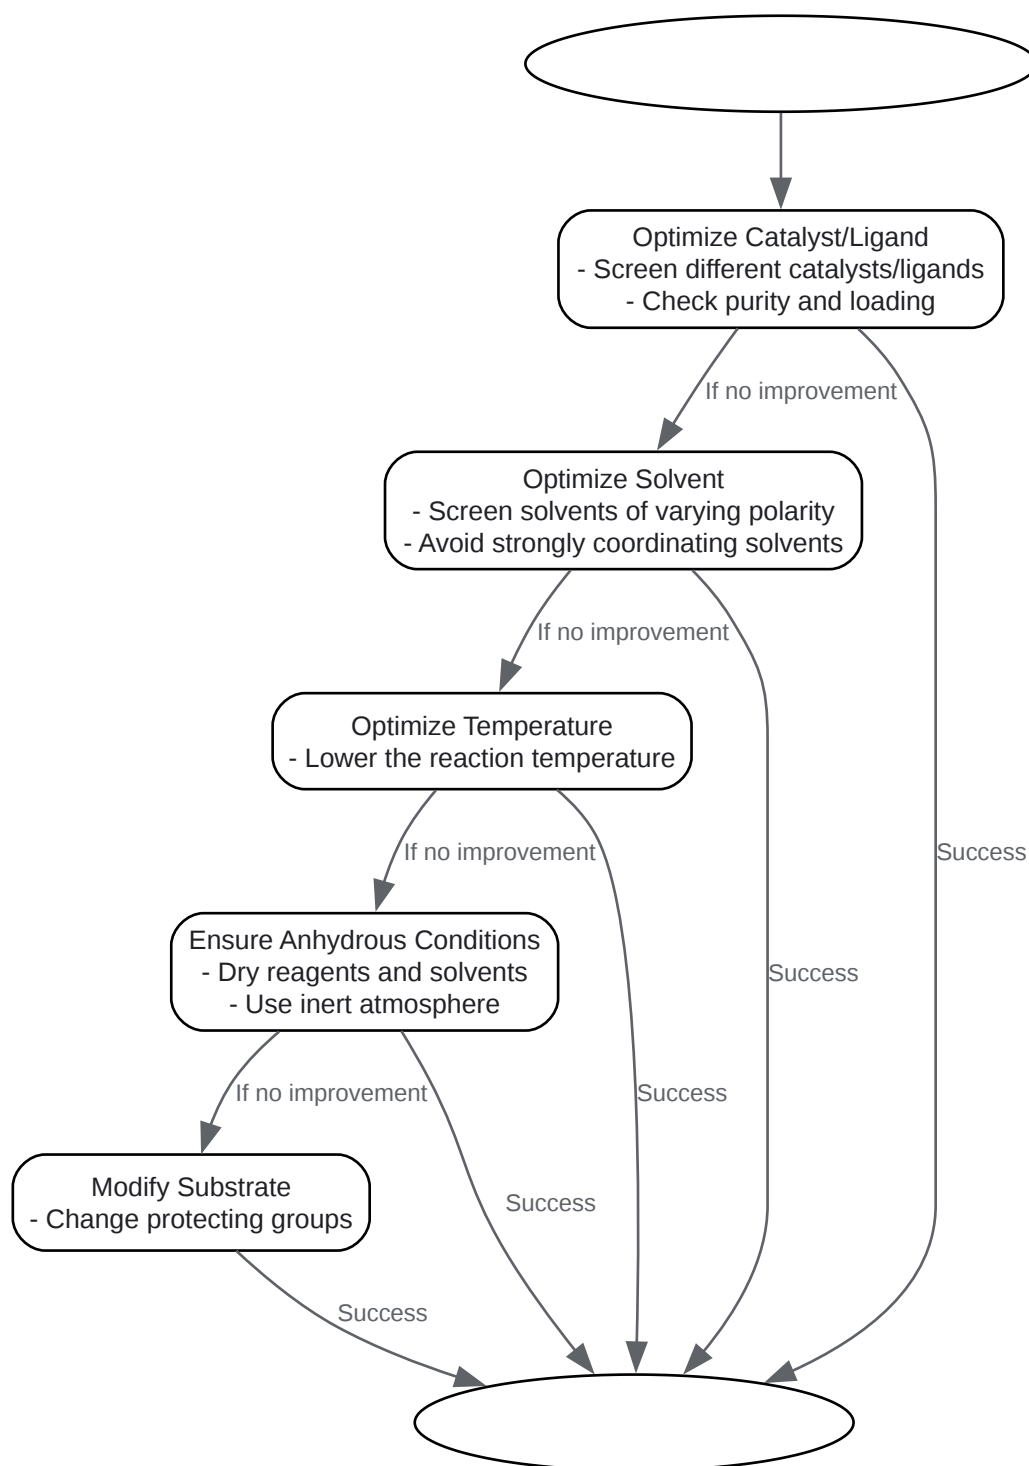 Optimize Catalyst/Ligand
- Screen different catalysts/ligands
- Check purity and loading
If no improvement
Optimize Solvent
- Screen solvents of varying polarity
- Avoid strongly coordinating solvents
If no improvement
Optimize Temperature
- Lower the reaction temperature
If no improvement
Success
Ensure Anhydrous Conditions
- Dry reagents and solvents
- Use inert atmosphere
Success
If no improvement
Success
Modify Substrate
- Change protecting groups
Success
Success